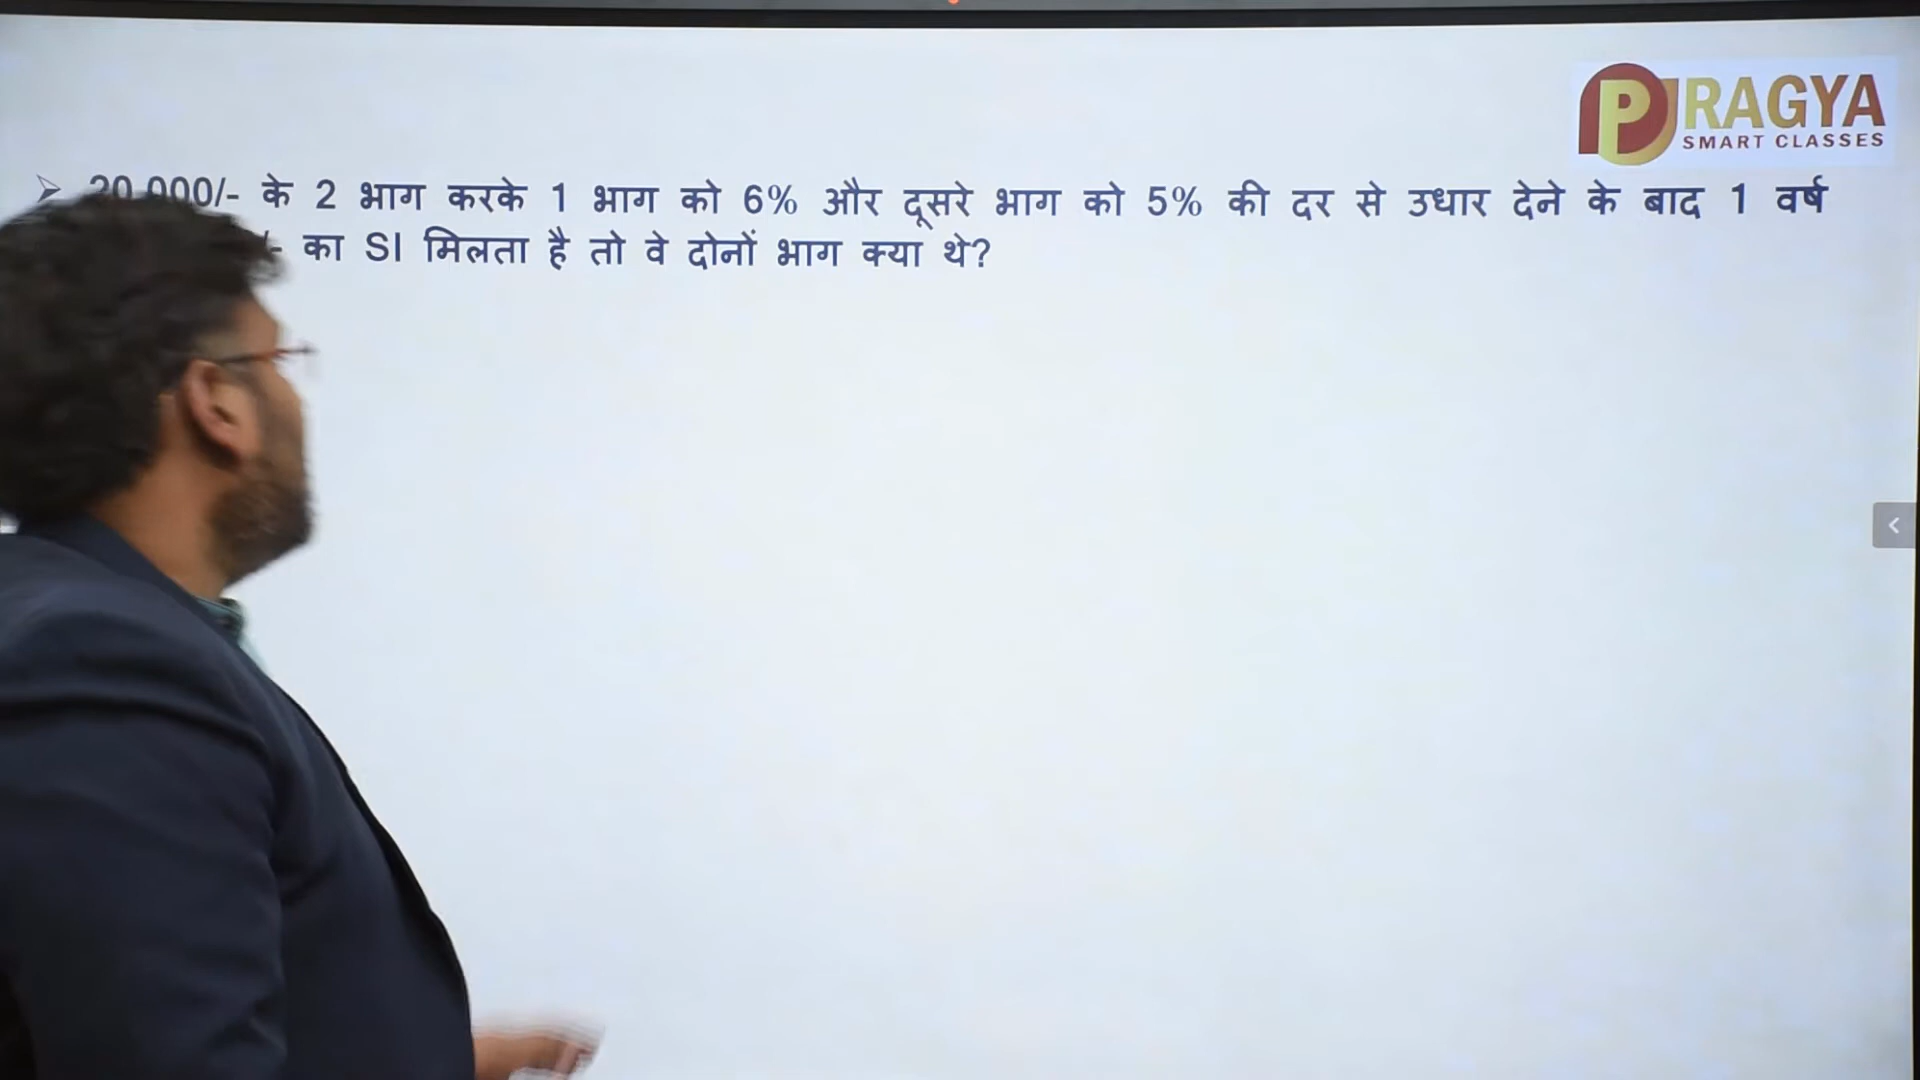 PRAGYA
SMART CLASSES
20,000/- के 2 भाग करके 1 भाग को 6% और दूसरे भाग को 5% की दर से उधार देने के बाद 1 वर्ष
/- का SI मिलता है तो वे दोनों भाग क्या थे?